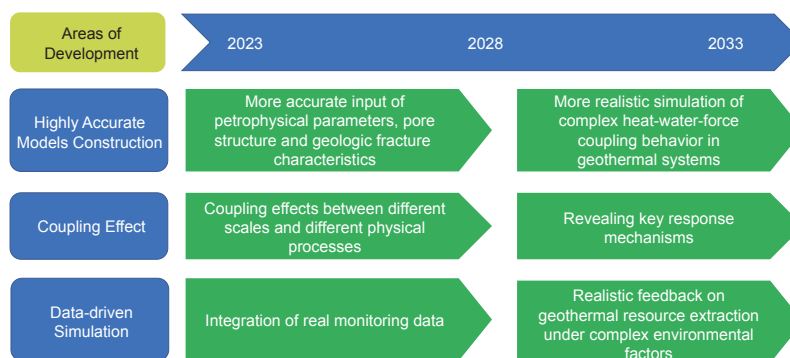 Areas of
Development
2023
2028
2033
Highly Accurate
Models Construction
More accurate input of
petrophysical parameters, pore
structure and geologic fracture
characteristics
More realistic simulation of
complex heat-water-force
coupling behavior in
geothermal systems
Coupling Effect
Coupling effects between different
scales and different physical
processes
Revealing key response
mechanisms
Data-driven
Simulation
Integration of real monitoring data
Realistic feedback on
geothermal resource extraction
under complex environmental
factors